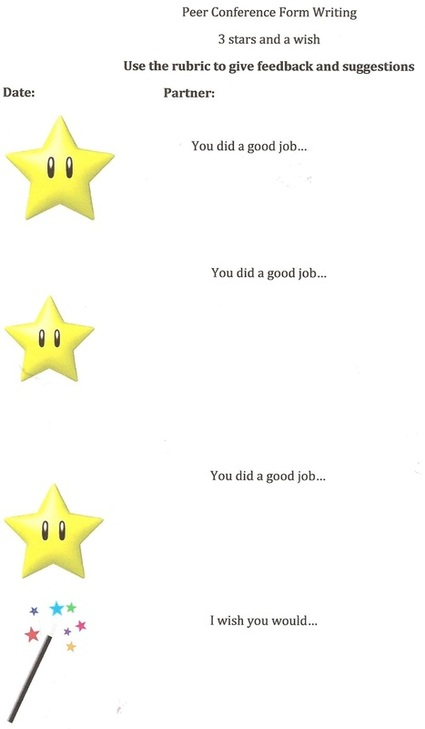 Peer Conference Form Writing
3 stars and a wish
Use the rubric to give feedback and suggestions
Date: Partner:
You did a good job…
You did a good job…
You did a good job…
I wish you would…